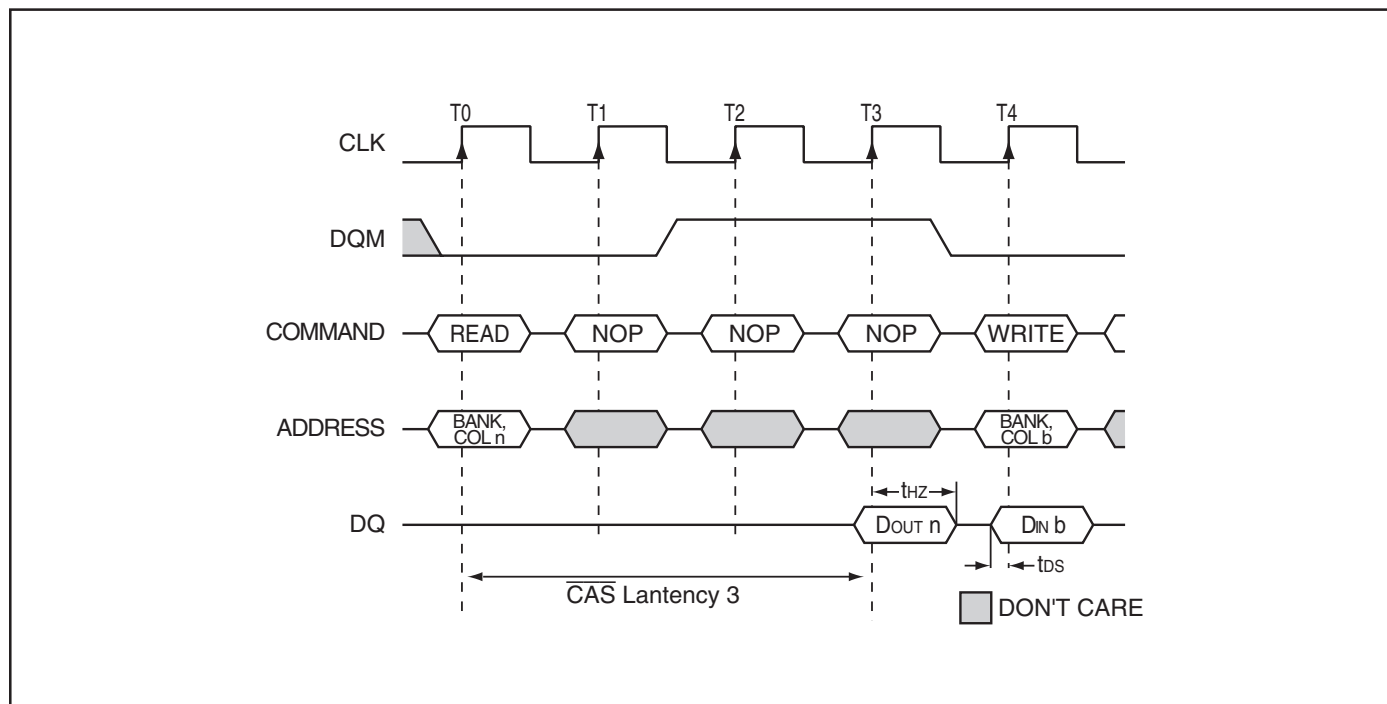 T0 T1 T2 T3 T4
CLK
DQM
COMMAND READ NOP NOP NOP WRITE
ADDRESS BANK, COL n BANK, COL b
tHZ
DQ DOUT n DIN b
tDS
CAS Lantency 3
DON'T CARE